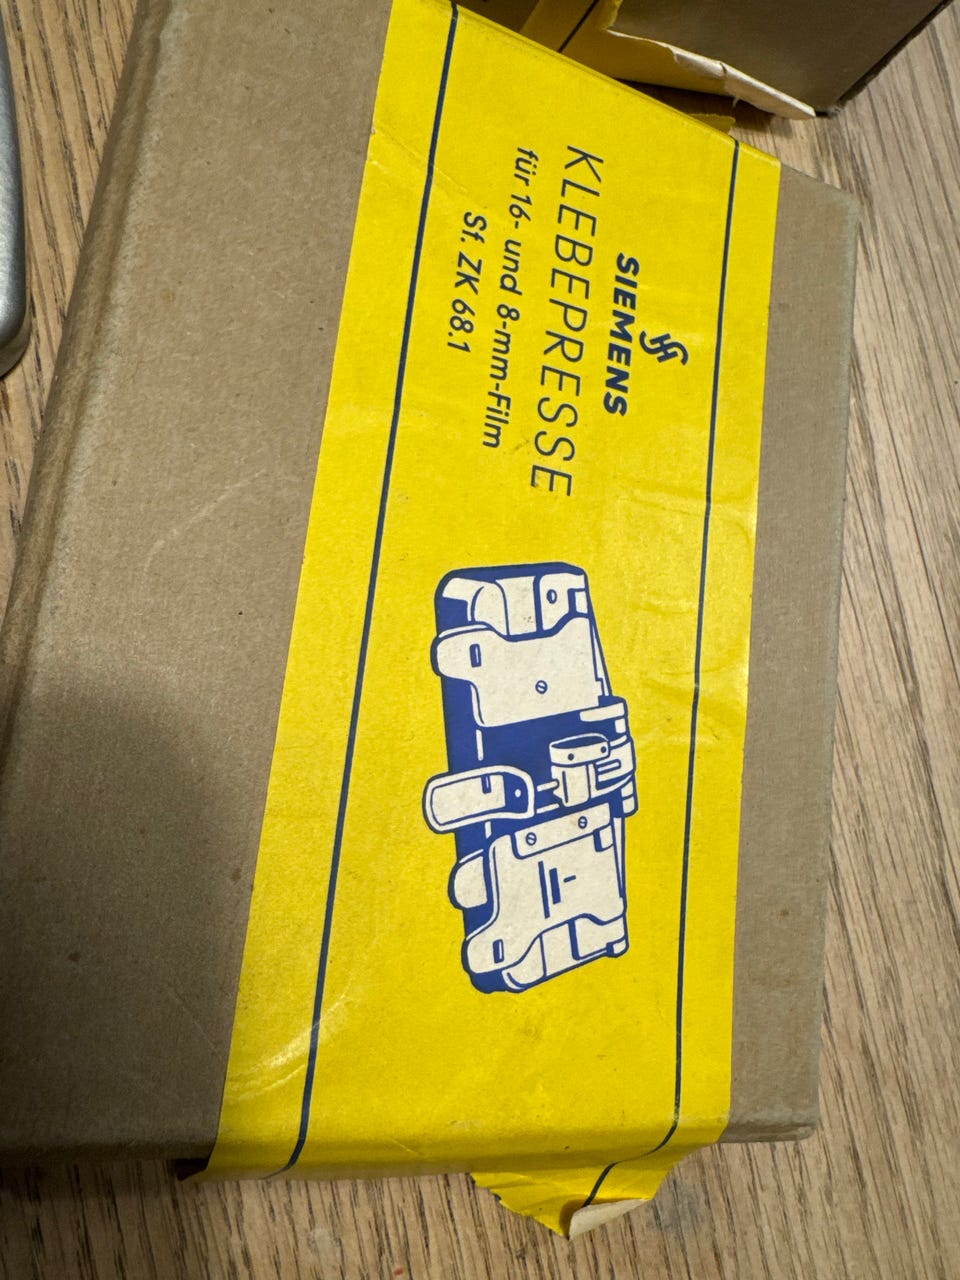 SIEMENS
KLEBEPRESSE
für 16- und 8-mm-Film
Sf. ZK 68.1